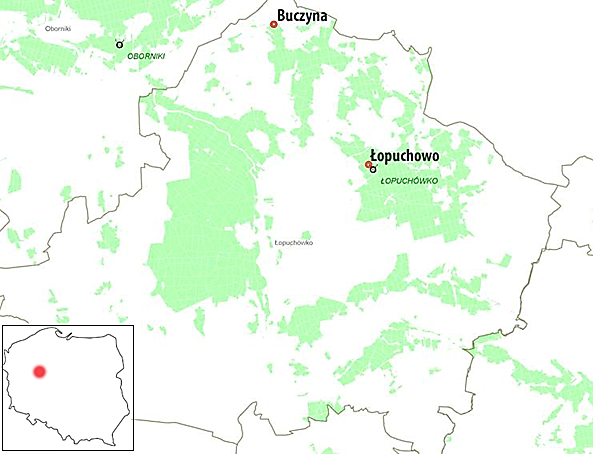 Buczyna
Oborniki
OBORNIKI
Łopuchowo
ŁOPUCHÓWKO
Łopuchówko